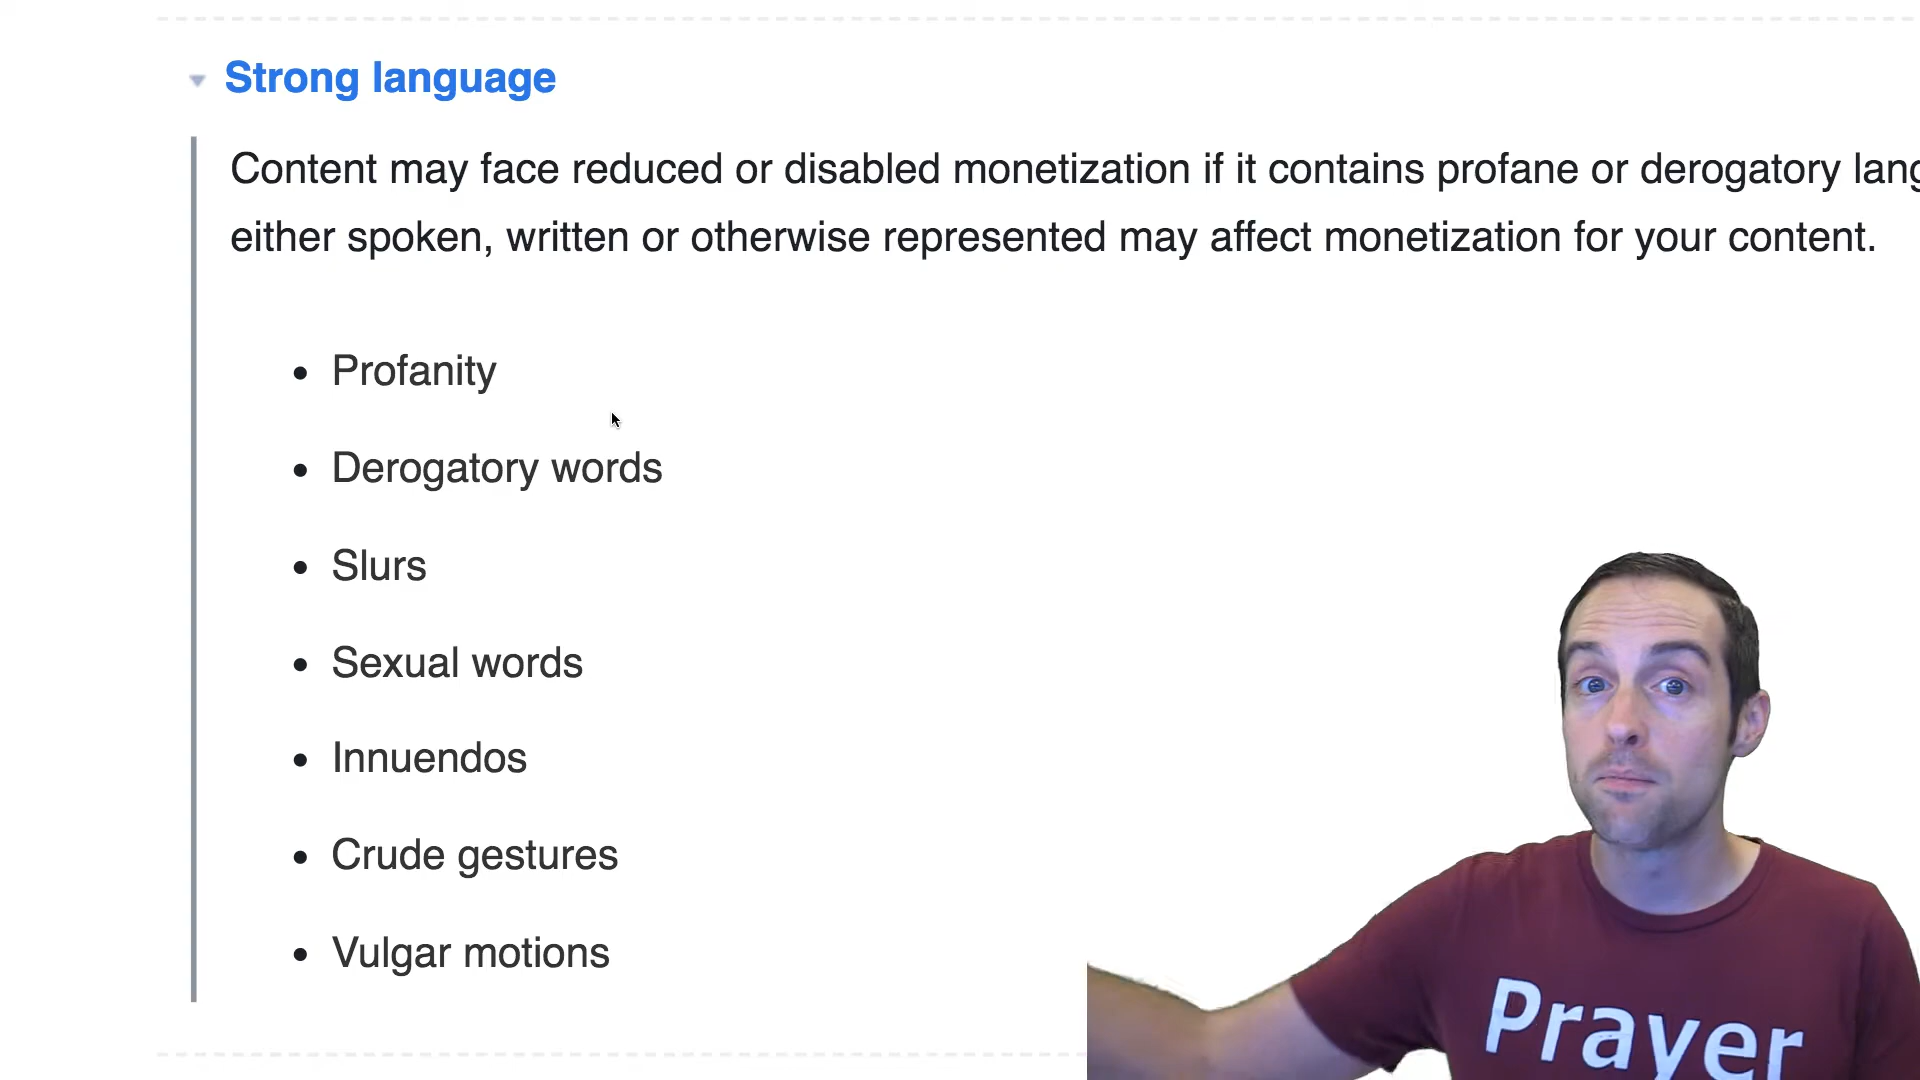 Strong language
Content may face reduced or disabled monetization if it contains profane or derogatory
either spoken, written or otherwise represented may affect monetization for your content.
Profanity
Derogatory words
Slurs
Sexual words
Innuendos
Crude gestures
Vulgar motions
Prayer